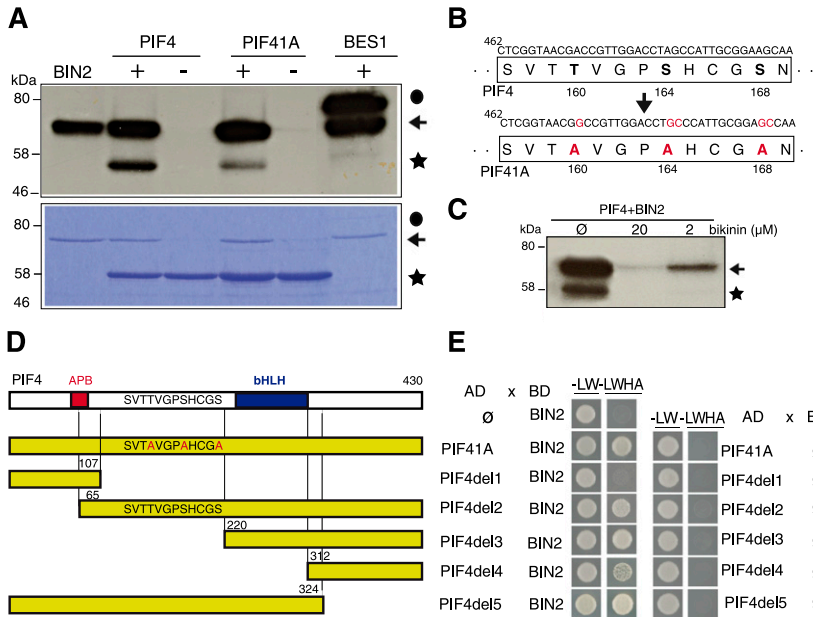 A
PIF4 PIF41A BES1
BIN2 + - + - +
kDa
80
58
46
80
58
46
B
462
CTCGGTAACGACCGTTGGACCTAGCCATTGCGGAAGCAA
· · S V T T V G P S H C G S N · ·
PIF4 160 164 168
462
CTCGGTAACGGCCGTTGGACCTGCCCATTGCGGAGCCAA
· · S V T A V G P A H C G A N ·
PIF41A 160 164 168
C
PIF4+BIN2
kDa Ø 20 2 bikinin (µM)
80
58
D
PIF4 APB bHLH 430
SVTTVGPSHCGS
SVTAVGPAHCGA
107
65
SVTTVGPSHCGS
220
312
324
E
AD x BD -LW -LWHA
Ø BIN2 -LW -LWHA AD x B
PIF41A BIN2 PIF41A
PIF4del1 BIN2 PIF4del1
PIF4del2 BIN2 PIF4del2
PIF4del3 BIN2 PIF4del3
PIF4del4 BIN2 PIF4del4
PIF4del5 BIN2 PIF4del5